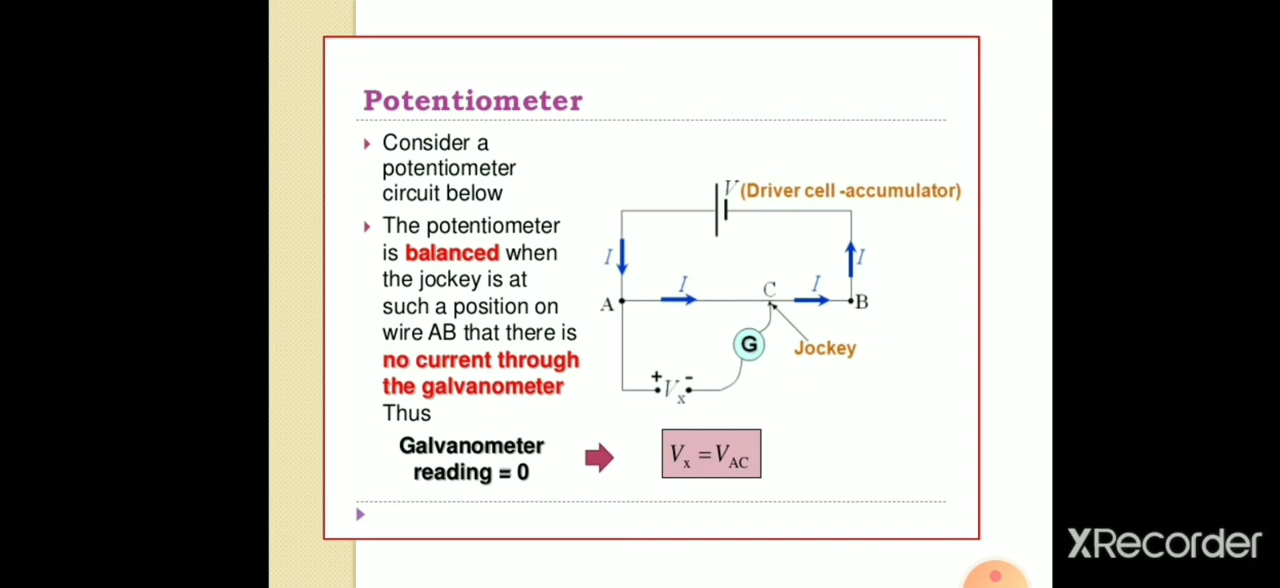 Potentiometer
Consider a
potentiometer
circuit below
The potentiometer
is balanced when
the jockey is at
such a position on
wire AB that there is
no current through
the galvanometer
Thus
Galvanometer
reading = 0
V (Driver cell -accumulator)
I
I
A
I
C
I
B
G
Jockey
+ Vx -
Vx = VAC
XRecorder